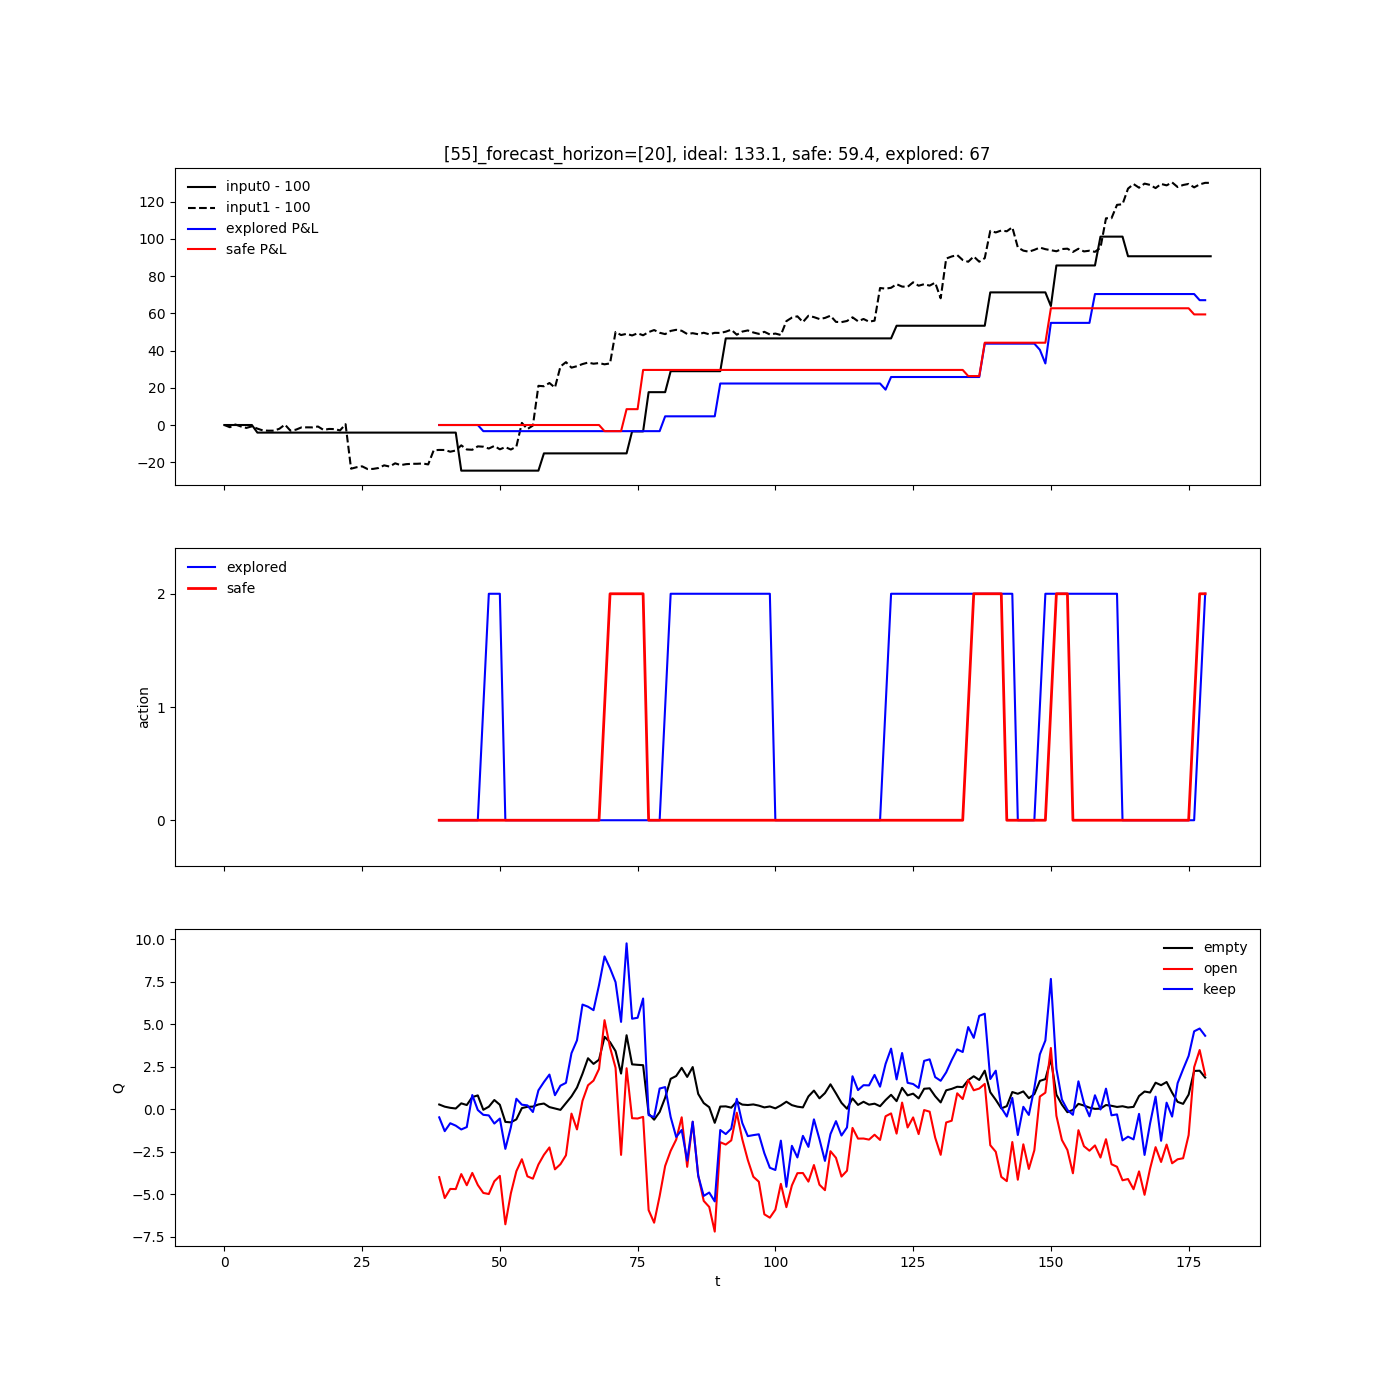 [55]_forecast_horizon=[20], ideal: 133.1, safe: 59.4, explored: 67
input0 - 100
input1 - 100
explored P&L
safe P&L
120
100
80
60
40
20
0
−20
explored
safe
2
1
0
action
empty
open
keep
10.0
7.5
5.0
2.5
0.0
−2.5
−5.0
−7.5
Q
0 25 50 75 100 125 150 175
t